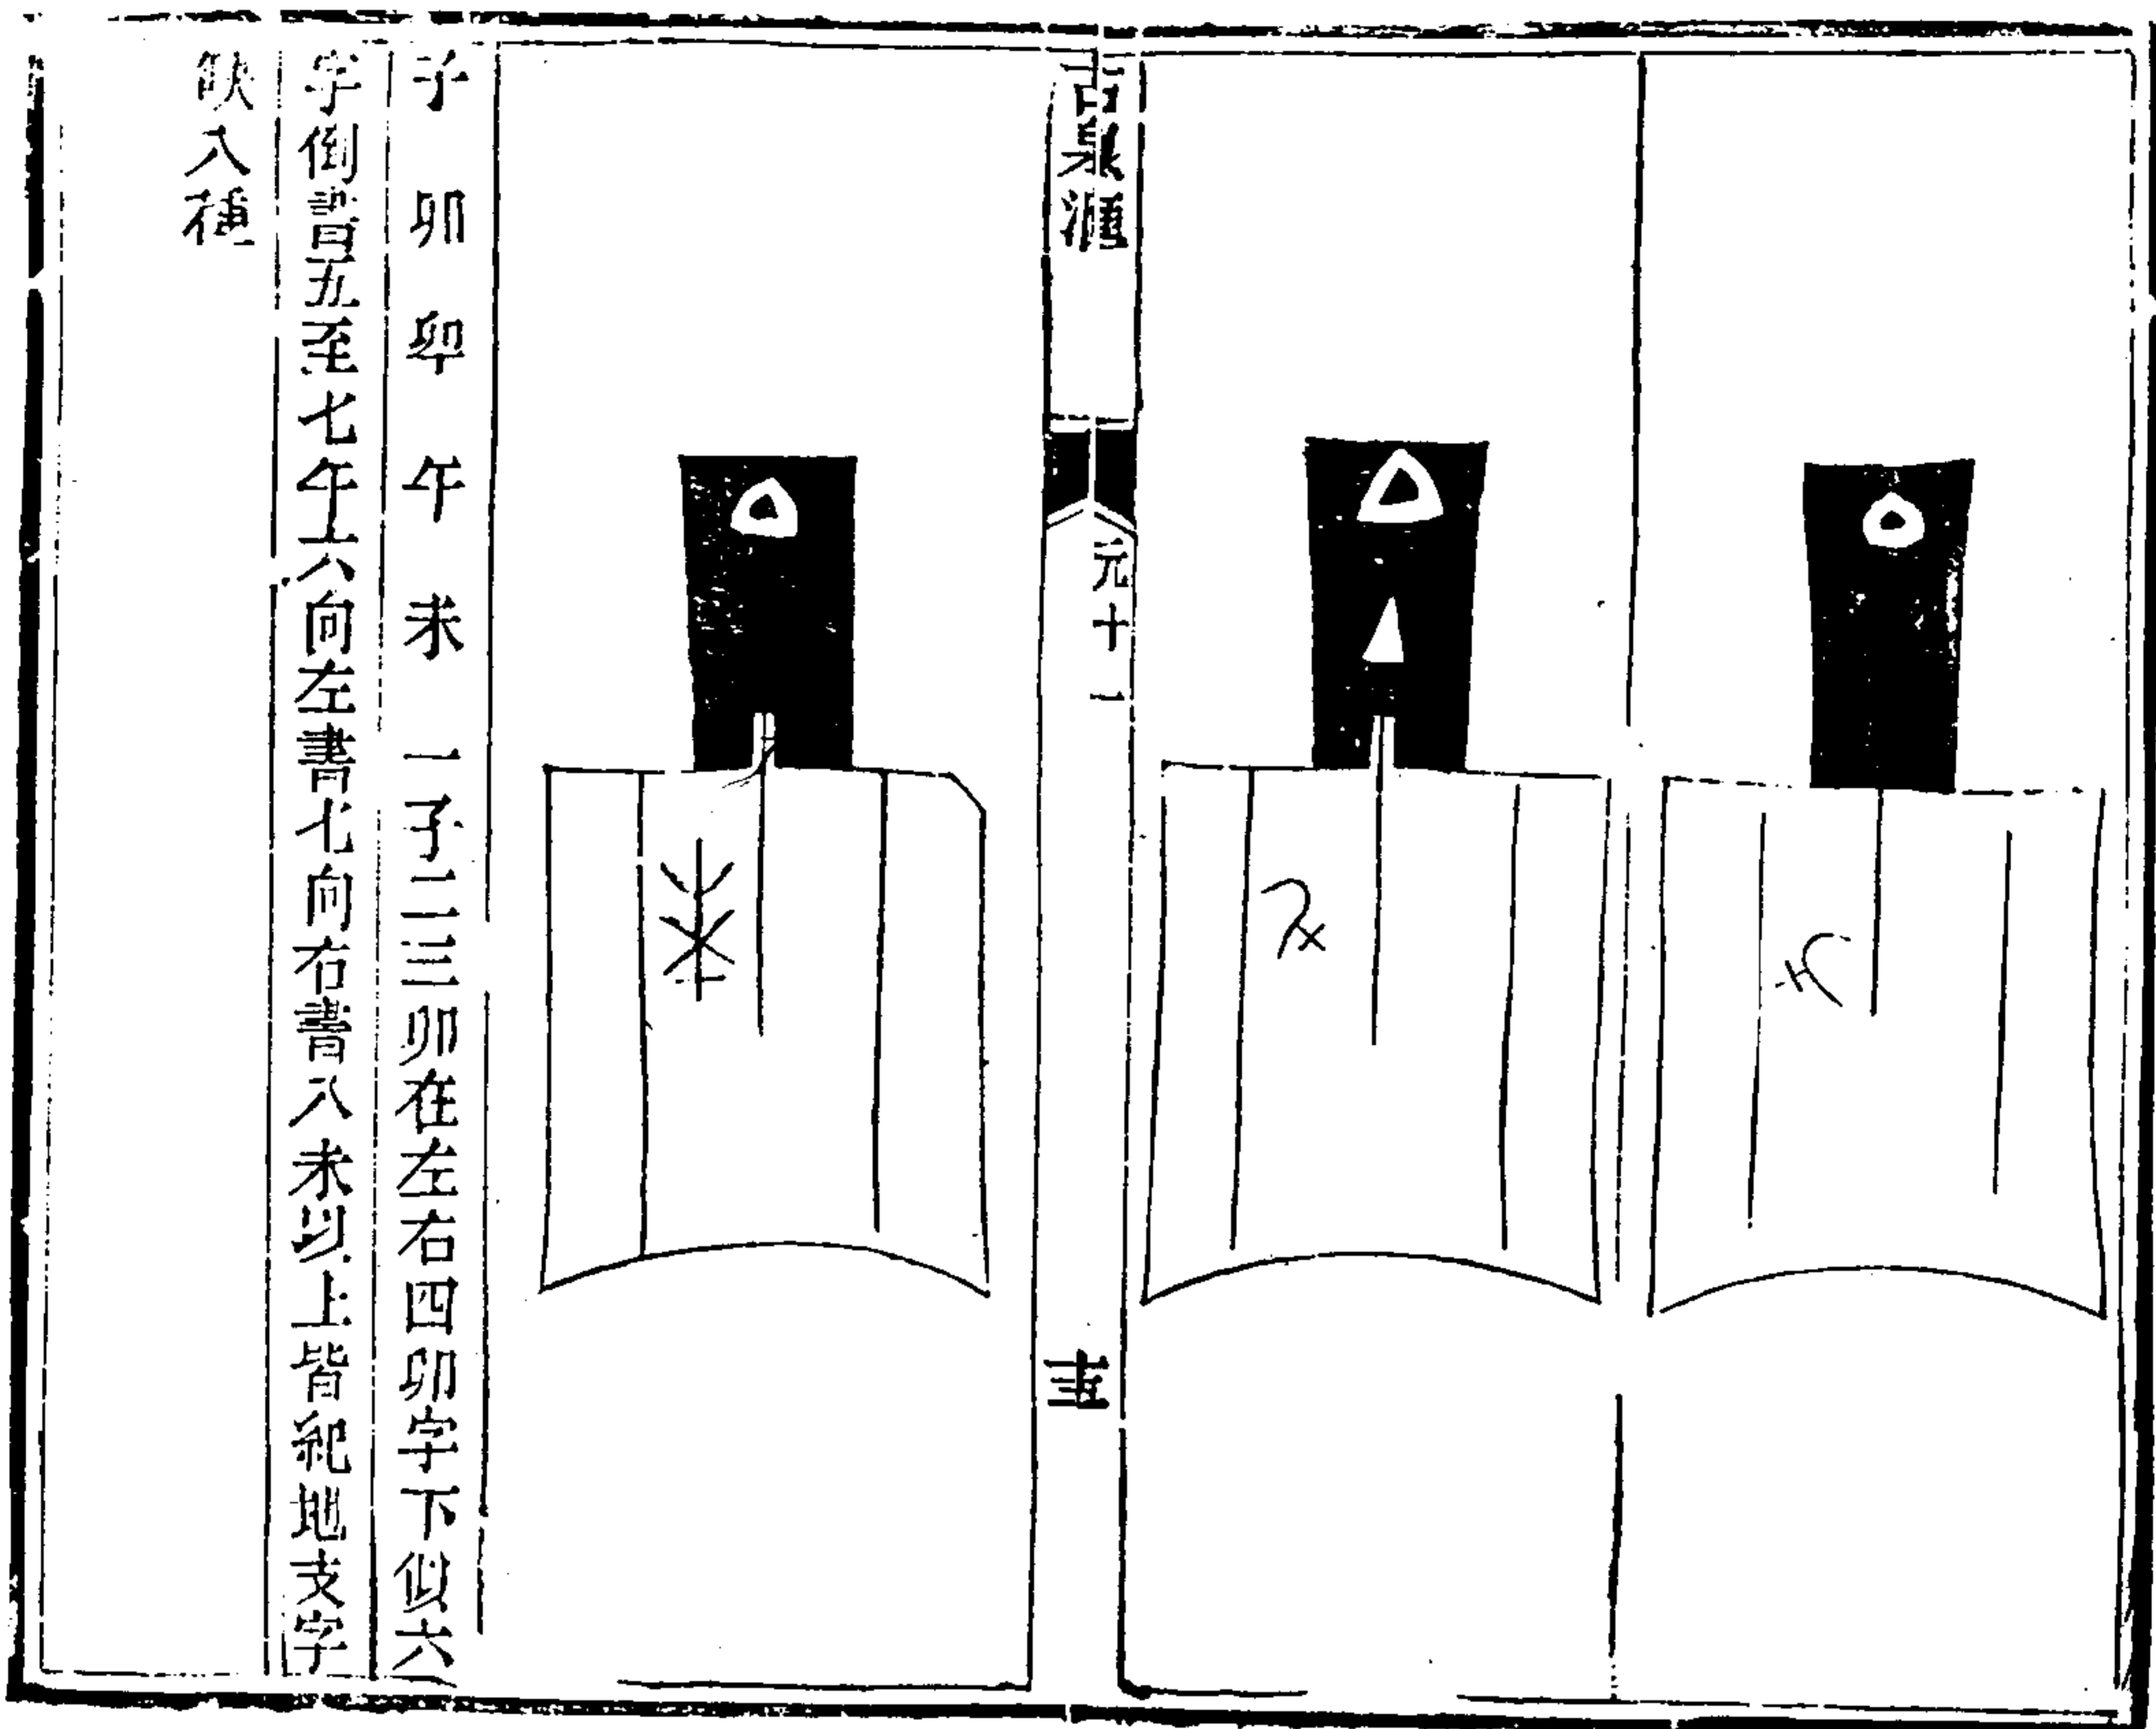 古泉滙
元十一
子 卯 卯 午 未 一子二三卯在左右四卯字下似六
字倒書五至七午六向左書七向右書八未以上皆紀地支字
缺八種